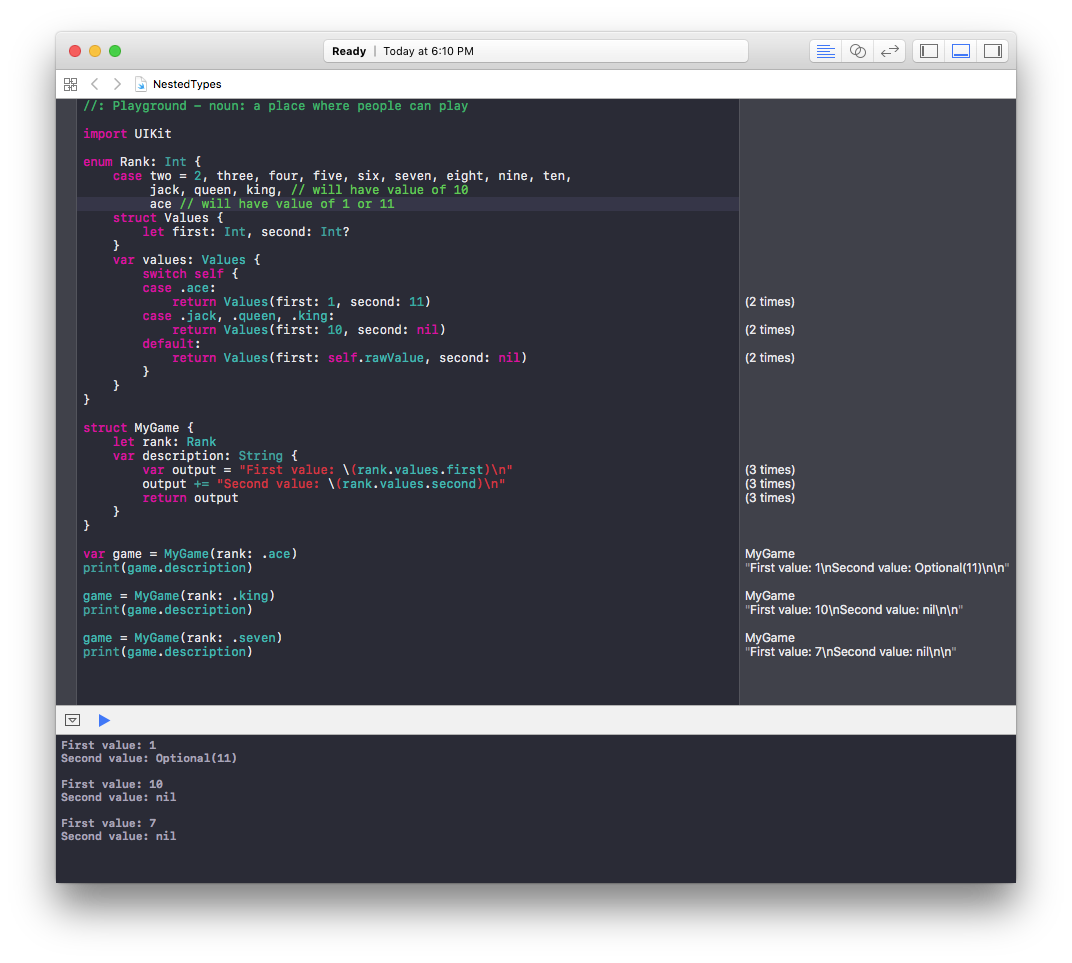 Ready | Today at 6:10 PM
NestedTypes
//: Playground – noun: a place where people can play
import UIKit
enum Rank: Int {
case two = 2, three, four, five, six, seven, eight, nine, ten,
jack, queen, king, // will have value of 10
ace // will have value of 1 or 11
struct Values {
let first: Int, second: Int?
}
var values: Values {
switch self {
case .ace:
return Values(first: 1, second: 11)
case .jack, .queen, .king:
return Values(first: 10, second: nil)
default:
return Values(first: self.rawValue, second: nil)
}
}
}
struct MyGame {
let rank: Rank
var description: String {
var output = "First value: \(rank.values.first)\n"
output += "Second value: \(rank.values.second)\n"
return output
}
}
var game = MyGame(rank: .ace)
print(game.description)
game = MyGame(rank: .king)
print(game.description)
game = MyGame(rank: .seven)
print(game.description)
(2 times)
(2 times)
(2 times)
(3 times)
(3 times)
(3 times)
MyGame
"First value: 1\nSecond value: Optional(11)\n\n"
MyGame
"First value: 10\nSecond value: nil\n\n"
MyGame
"First value: 7\nSecond value: nil\n\n"
First value: 1
Second value: Optional(11)
First value: 10
Second value: nil
First value: 7
Second value: nil